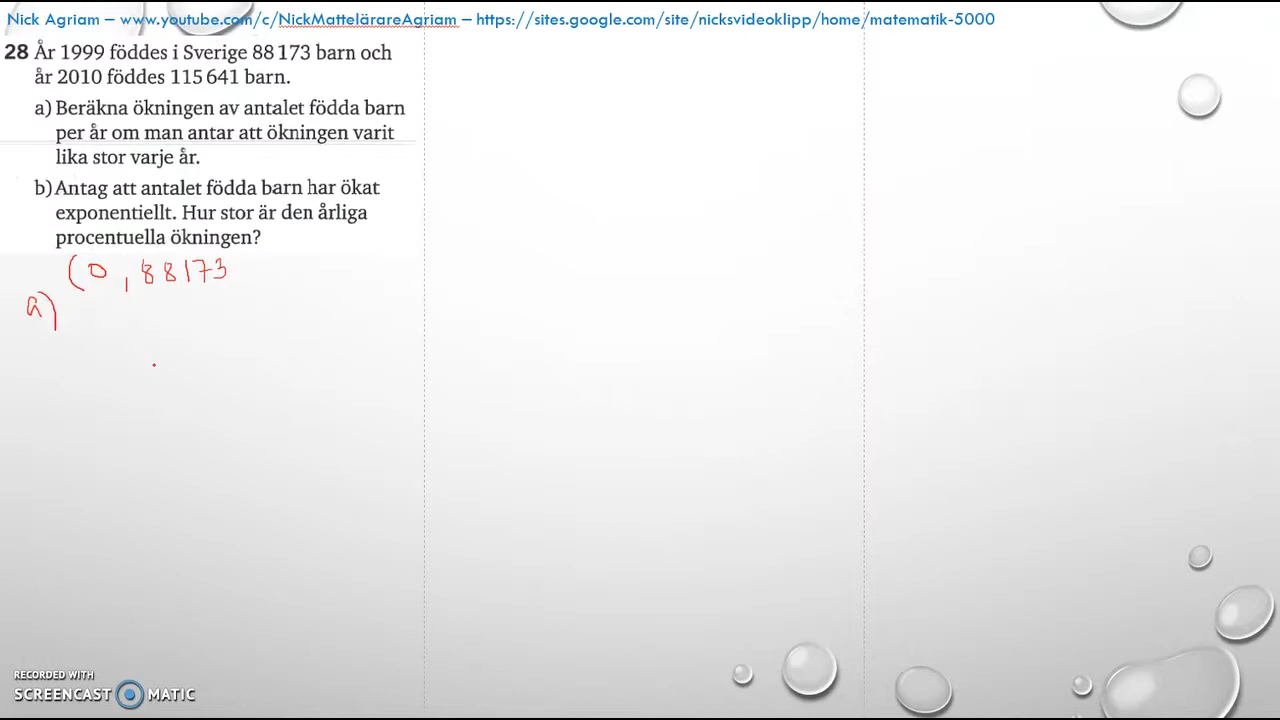 Nick Agriam – www.youtube.com/c/NickMattelärareAgriam – https://sites.google.com/site/nicksvideoklipp/home/matematik-5000
28 År 1999 föddes i Sverige 88 173 barn och
år 2010 föddes 115 641 barn.
a) Beräkna ökningen av antalet födda barn
per år om man antar att ökningen varit
lika stor varje år.
b) Antag att antalet födda barn har ökat
exponentiellt. Hur stor är den årliga
procentuella ökningen?
(0 , 88173
a)
RECORDED WITH
SCREENCAST MATIC